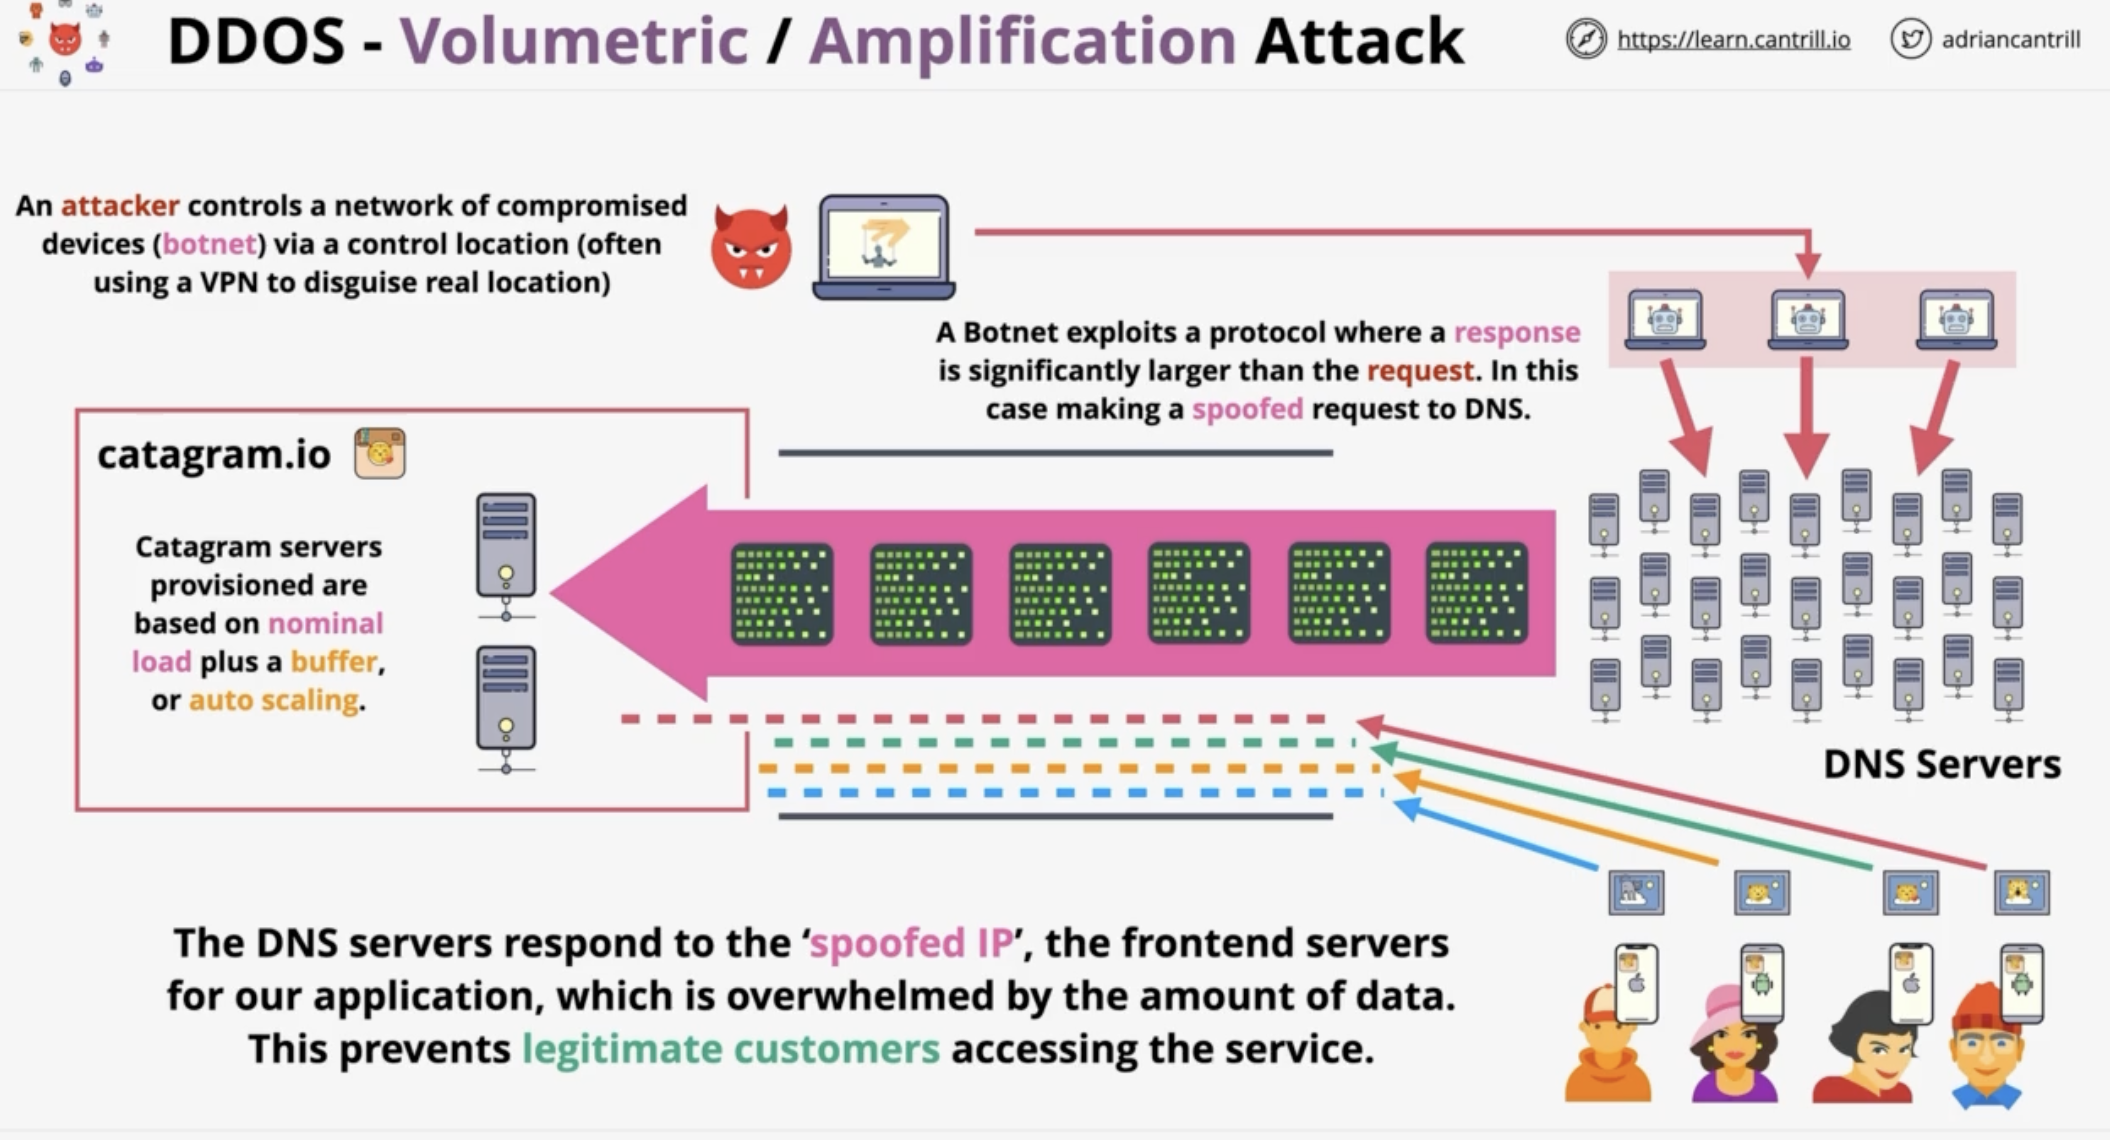 DDOS - Volumetric / Amplification Attack
https://learn.cantrill.io
adriancantrill
An attacker controls a network of compromised
devices (botnet) via a control location (often
using a VPN to disguise real location)
A Botnet exploits a protocol where a response
is significantly larger than the request. In this
case making a spoofed request to DNS.
catagram.io
Catagram servers
provisioned are
based on nominal
load plus a buffer,
or auto scaling.
DNS Servers
The DNS servers respond to the ‘spoofed IP’, the frontend servers
for our application, which is overwhelmed by the amount of data.
This prevents legitimate customers accessing the service.